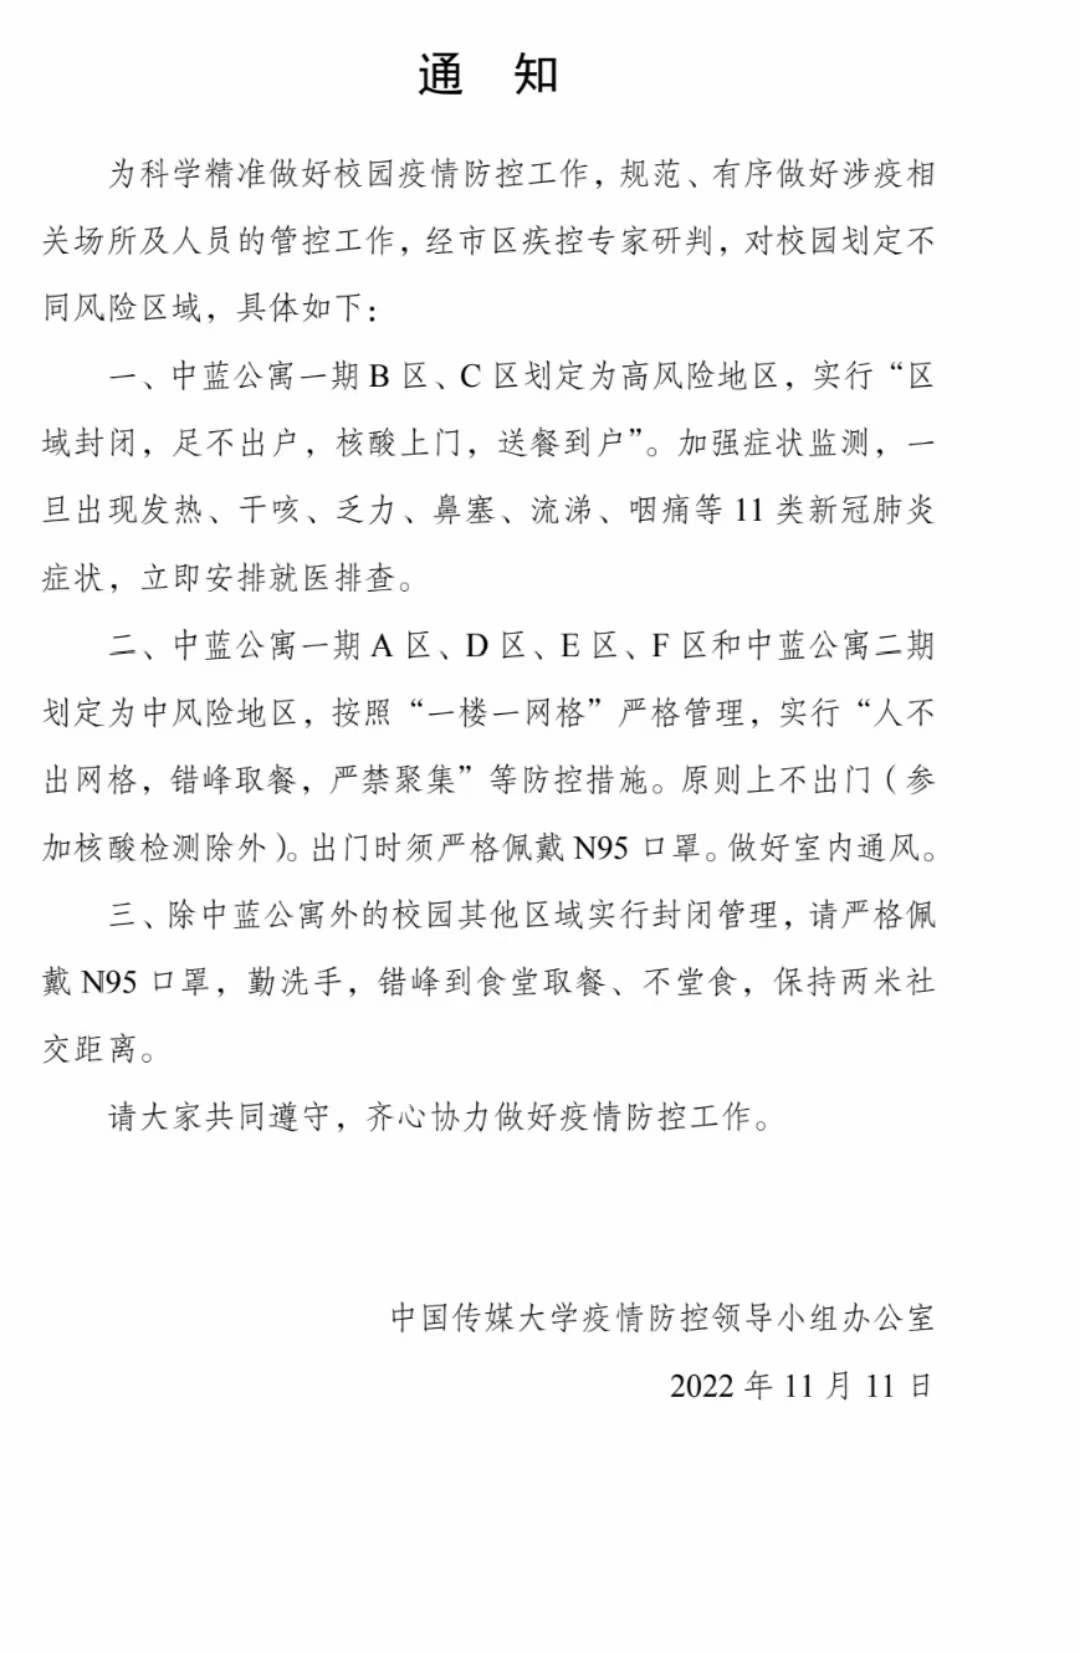 通 知
为科学精准做好校园疫情防控工作，规范、有序做好涉疫相
关场所及人员的管控工作，经市区疾控专家研判，对校园划定不
同风险区域，具体如下：
一、中蓝公寓一期 B 区、C 区划定为高风险地区，实行“区
域封闭，足不出户，核酸上门，送餐到户”。加强症状监测，一
旦出现发热、干咳、乏力、鼻塞、流涕、咽痛等 11 类新冠肺炎
症状，立即安排就医排查。
二、中蓝公寓一期 A 区、D 区、E 区、F 区和中蓝公寓二期
划定为中风险地区，按照“一楼一网格”严格管理，实行“人不
出网格，错峰取餐，严禁聚集”等防控措施。原则上不出门（参
加核酸检测除外）。出门时须严格佩戴 N95 口罩。做好室内通风。
三、除中蓝公寓外的校园其他区域实行封闭管理，请严格佩
戴 N95 口罩，勤洗手，错峰到食堂取餐、不堂食，保持两米社
交距离。
请大家共同遵守，齐心协力做好疫情防控工作。
中国传媒大学疫情防控领导小组办公室
2022 年 11 月 11 日